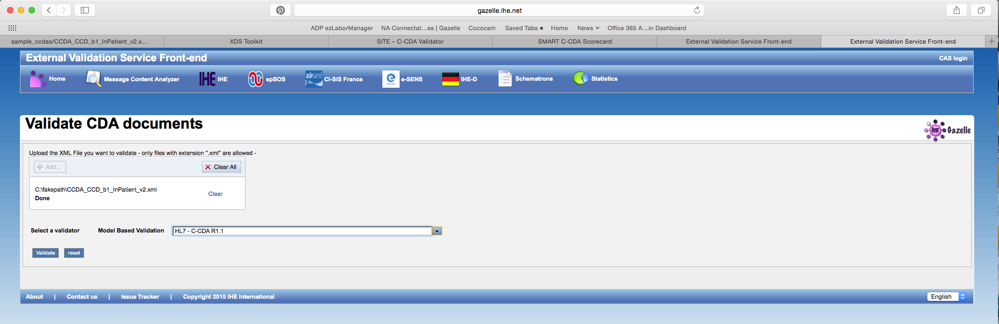 gazelle.ihe.net
ADP ezLaborManager NA Connectat...es | Gazelle Cococam Saved Tabs Home News Office 365 A...in Dashboard
sample_ccdas/CCDA_CCD_b1_InPatient_v2.x... XDS Toolkit SITE – C-CDA Validator SMART C-CDA Scorecard External Validation Service Front-end External Validation Service Front-end
External Validation Service Front-end CAS login
Home Message Content Analyzer IHE IHE epSOS asipsanté CI-SIS France e SENS e-SENS IHE-D Schematrons Statistics
Validate CDA documents
IHE Gazelle
Upload the XML File you want to validate - only files with extension ".xml" are allowed -
Add... Clear All
C:\fakepath\CCDA_CCD_b1_InPatient_v2.xml
Clear
Done
Select a validator Model Based Validation HL7 - C-CDA R1.1
Validate reset
About | Contact us | Issue Tracker | Copyright 2015 IHE International English